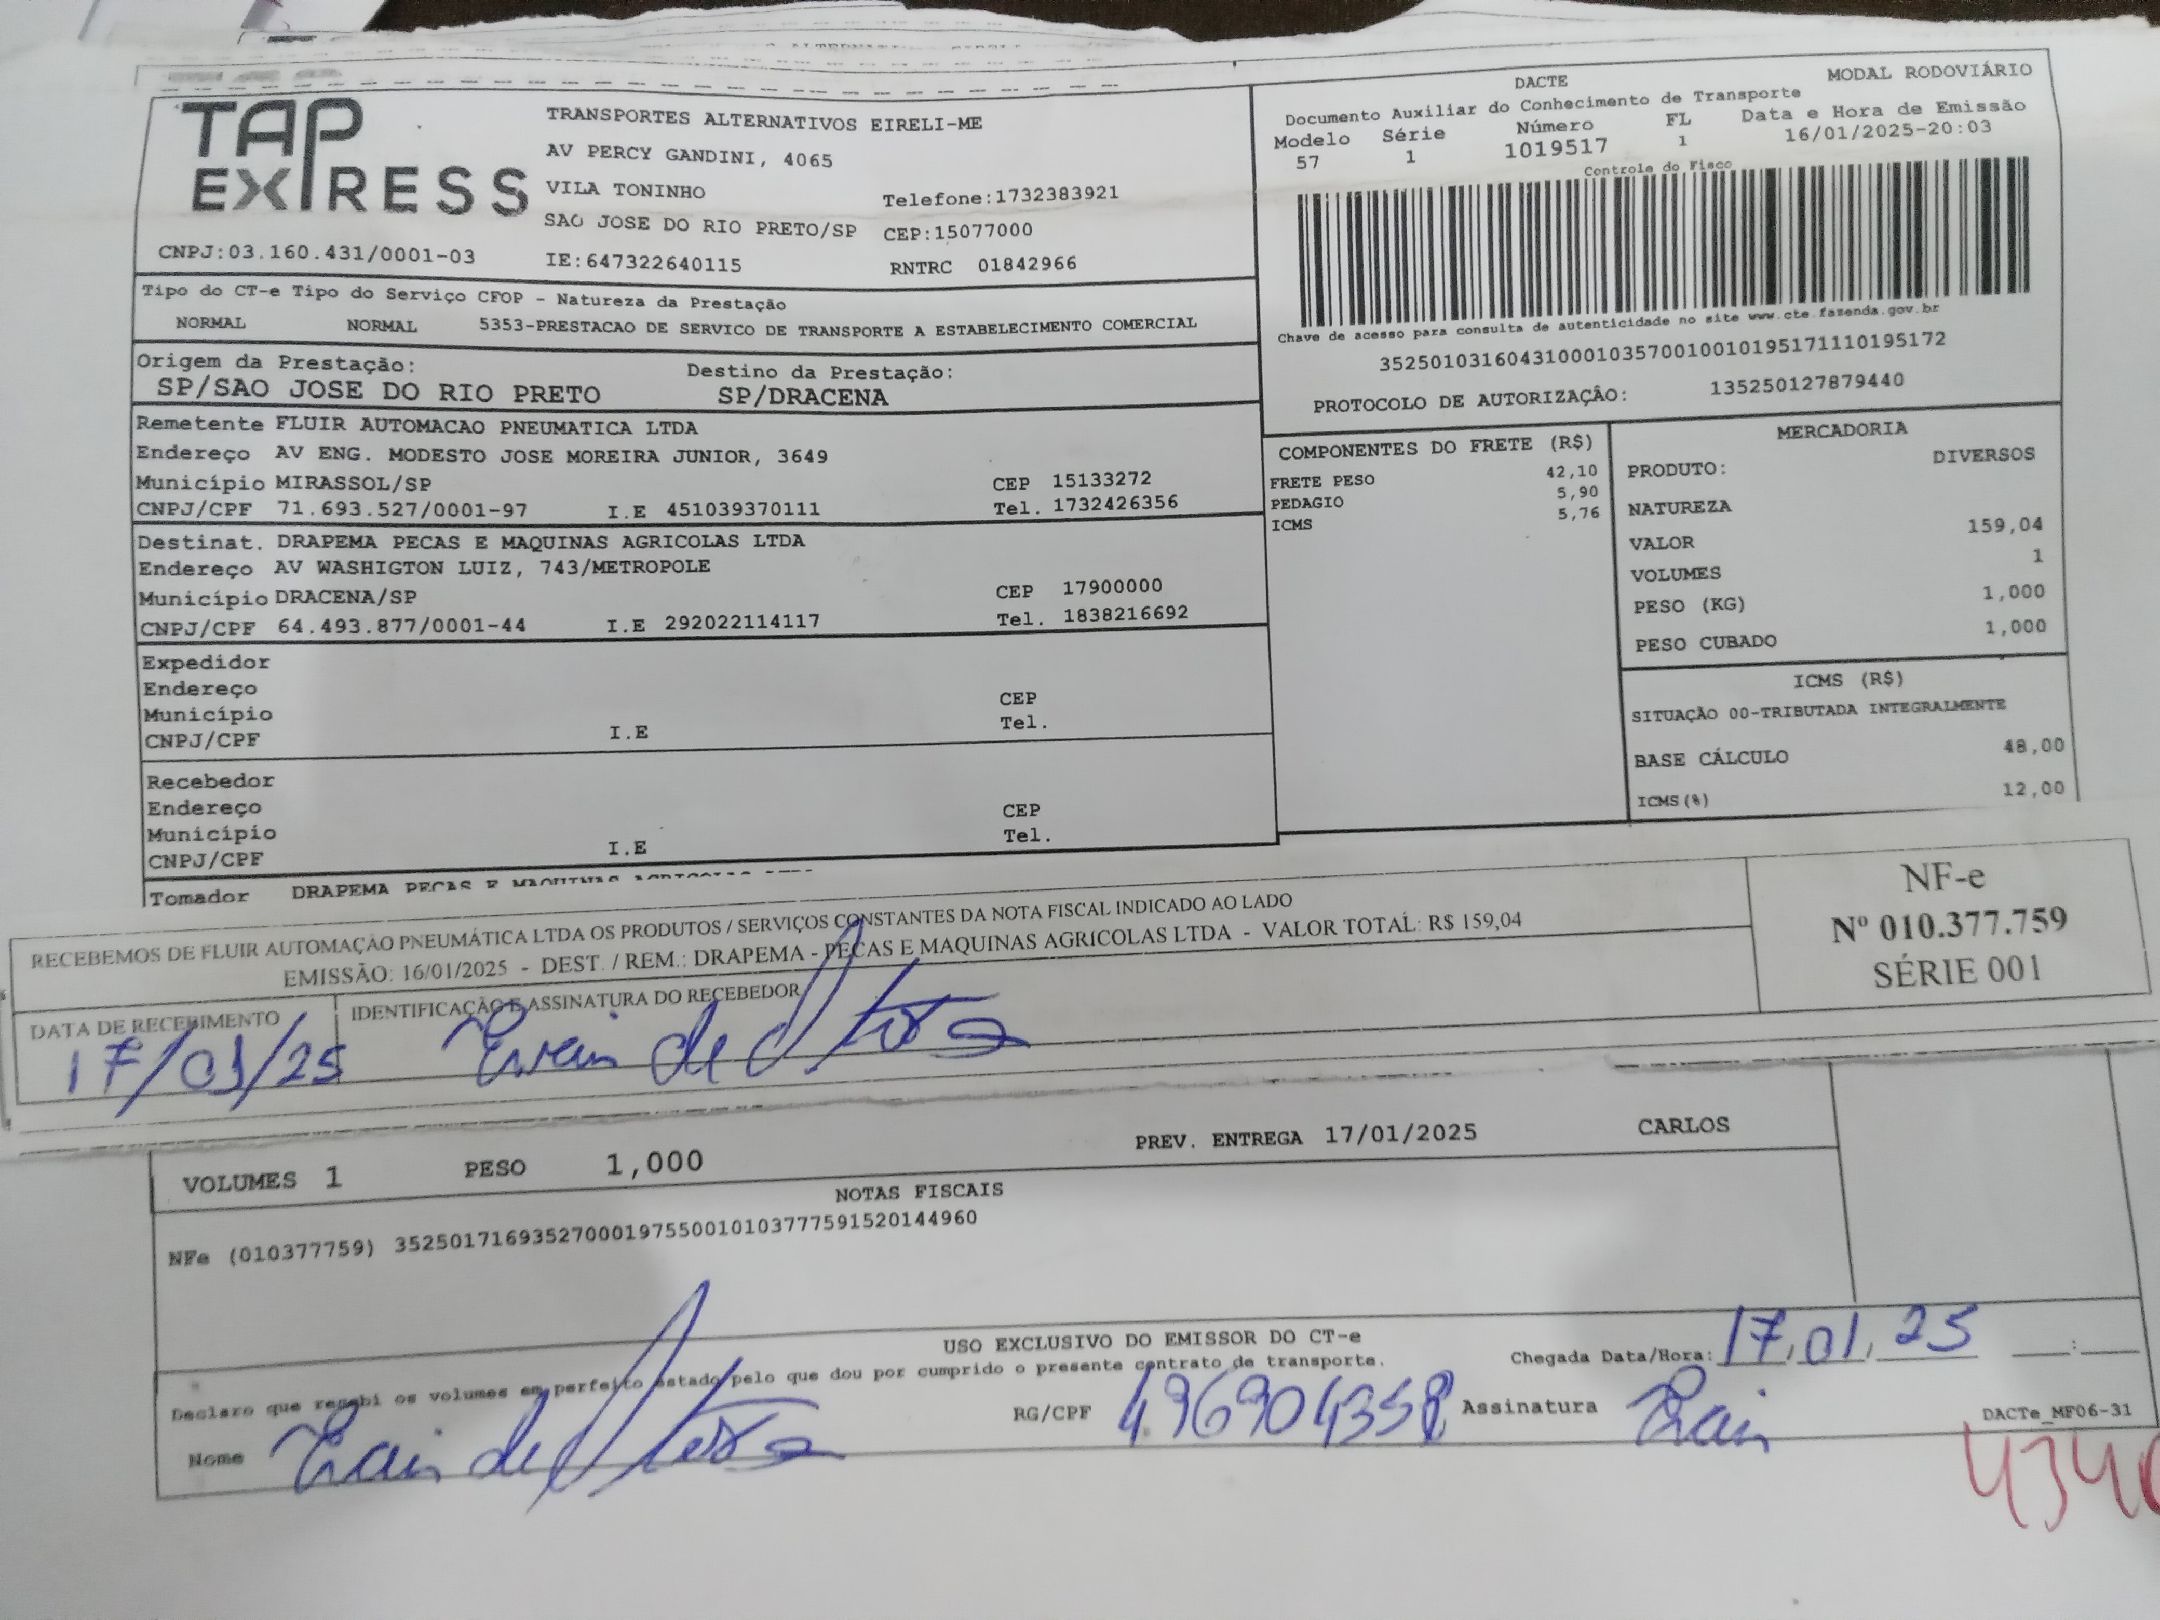 TAP EXPRESS
TRANSPORTES ALTERNATIVOS EIRELI-ME
AV PERCY GANDINI, 4065
VILA TONINHO Telefone:1732383921
SAO JOSE DO RIO PRETO/SP CEP:15077000
CNPJ:03.160.431/0001-03 IE:647322640115 RNTRC 01842966
DACTE MODAL RODOVIÁRIO
Documento Auxiliar do Conhecimento de Transporte
Modelo Série Número FL Data e Hora de Emissão
57 1 1019517 1 16/01/2025-20:03
Controle do Fisco
Chave de acesso para consulta de autenticidade no site www.cte.fazenda.gov.br
35250103160431000103570010010195171110195172
PROTOCOLO DE AUTORIZAÇÂO: 135250127879440
Tipo do CT-e Tipo do Serviço CFOP - Natureza da Prestação
NORMAL NORMAL 5353-PRESTACAO DE SERVICO DE TRANSPORTE A ESTABELECIMENTO COMERCIAL
Origem da Prestação: Destino da Prestação:
SP/SAO JOSE DO RIO PRETO SP/DRACENA
Remetente FLUIR AUTOMACAO PNEUMATICA LTDA
Endereço AV ENG. MODESTO JOSE MOREIRA JUNIOR, 3649
Município MIRASSOL/SP CEP 15133272
CNPJ/CPF 71.693.527/0001-97 I.E 451039370111 Tel. 1732426356
Destinat. DRAPEMA PECAS E MAQUINAS AGRICOLAS LTDA
Endereço AV WASHIGTON LUIZ, 743/METROPOLE
Município DRACENA/SP CEP 17900000
CNPJ/CPF 64.493.877/0001-44 I.E 292022114117 Tel. 1838216692
Expedidor
Endereço
Município CEP
CNPJ/CPF I.E Tel.
Recebedor
Endereço
Município CEP
CNPJ/CPF I.E Tel.
Tomador DRAPEMA PECAS E MAQUINAS AGRICOLAS LTDA
COMPONENTES DO FRETE (R$)
FRETE PESO 42,10
PEDAGIO 5,90
ICMS 5,76
MERCADORIA
PRODUTO: DIVERSOS
NATUREZA
VALOR 159,04
VOLUMES 1
PESO (KG) 1,000
PESO CUBADO 1,000
ICMS (R$)
SITUAÇÃO 00-TRIBUTADA INTEGRALMENTE
BASE CÁLCULO 48,00
ICMS(%) 12,00
RECEBEMOS DE FLUIR AUTOMAÇÃO PNEUMÁTICA LTDA OS PRODUTOS / SERVIÇOS CONSTANTES DA NOTA FISCAL INDICADO AO LADO
EMISSÃO: 16/01/2025 - DEST. / REM.: DRAPEMA - PECAS E MAQUINAS AGRICOLAS LTDA - VALOR TOTAL: R$ 159,04
NF-e
Nº 010.377.759
SÉRIE 001
DATA DE RECEBIMENTO IDENTIFICAÇÃO E ASSINATURA DO RECEBEDOR
17/01/25
VOLUMES 1 PESO 1,000 PREV. ENTREGA 17/01/2025 CARLOS
NOTAS FISCAIS
NFe (010377759) 35250171693527000197550010103777591520144960
USO EXCLUSIVO DO EMISSOR DO CT-e
Declaro que recebi os volumes em perfeito estado pelo que dou por cumprido o presente contrato de transporte.
Chegada Data/Hora: 17/01/25 :
Nome RG/CPF 496904358 Assinatura
DACTe_MF06-31